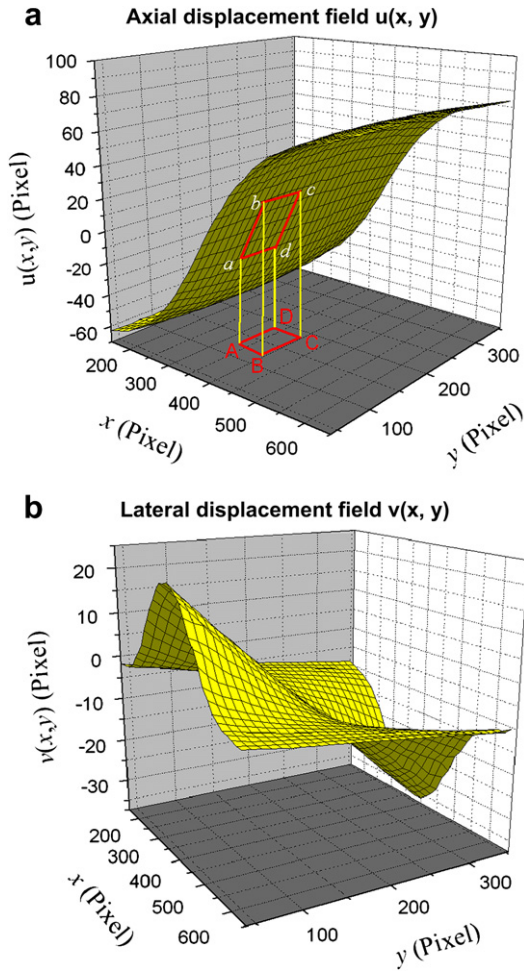 a
Axial displacement field u(x, y)
100
80
60
40
20
0
-20
-40
-60
u(x,y) (Pixel)
b
c
a
d
A
B
C
D
200
300
400
500
600
x (Pixel)
100
200
300
y (Pixel)
b
Lateral displacement field v(x, y)
20
10
0
-10
-20
-30
v(x,y) (Pixel)
200
300
400
500
600
x (Pixel)
100
200
300
y (Pixel)